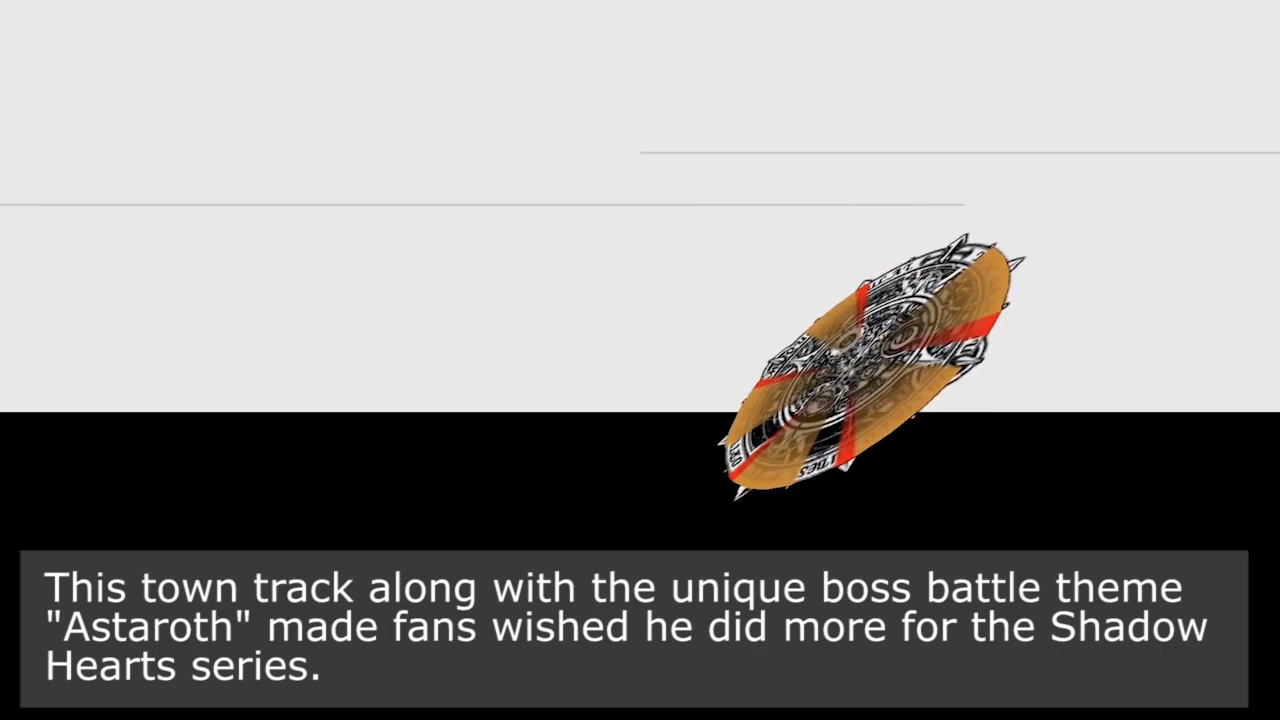 This town track along with the unique boss battle theme
"Astaroth" made fans wished he did more for the Shadow
Hearts series.